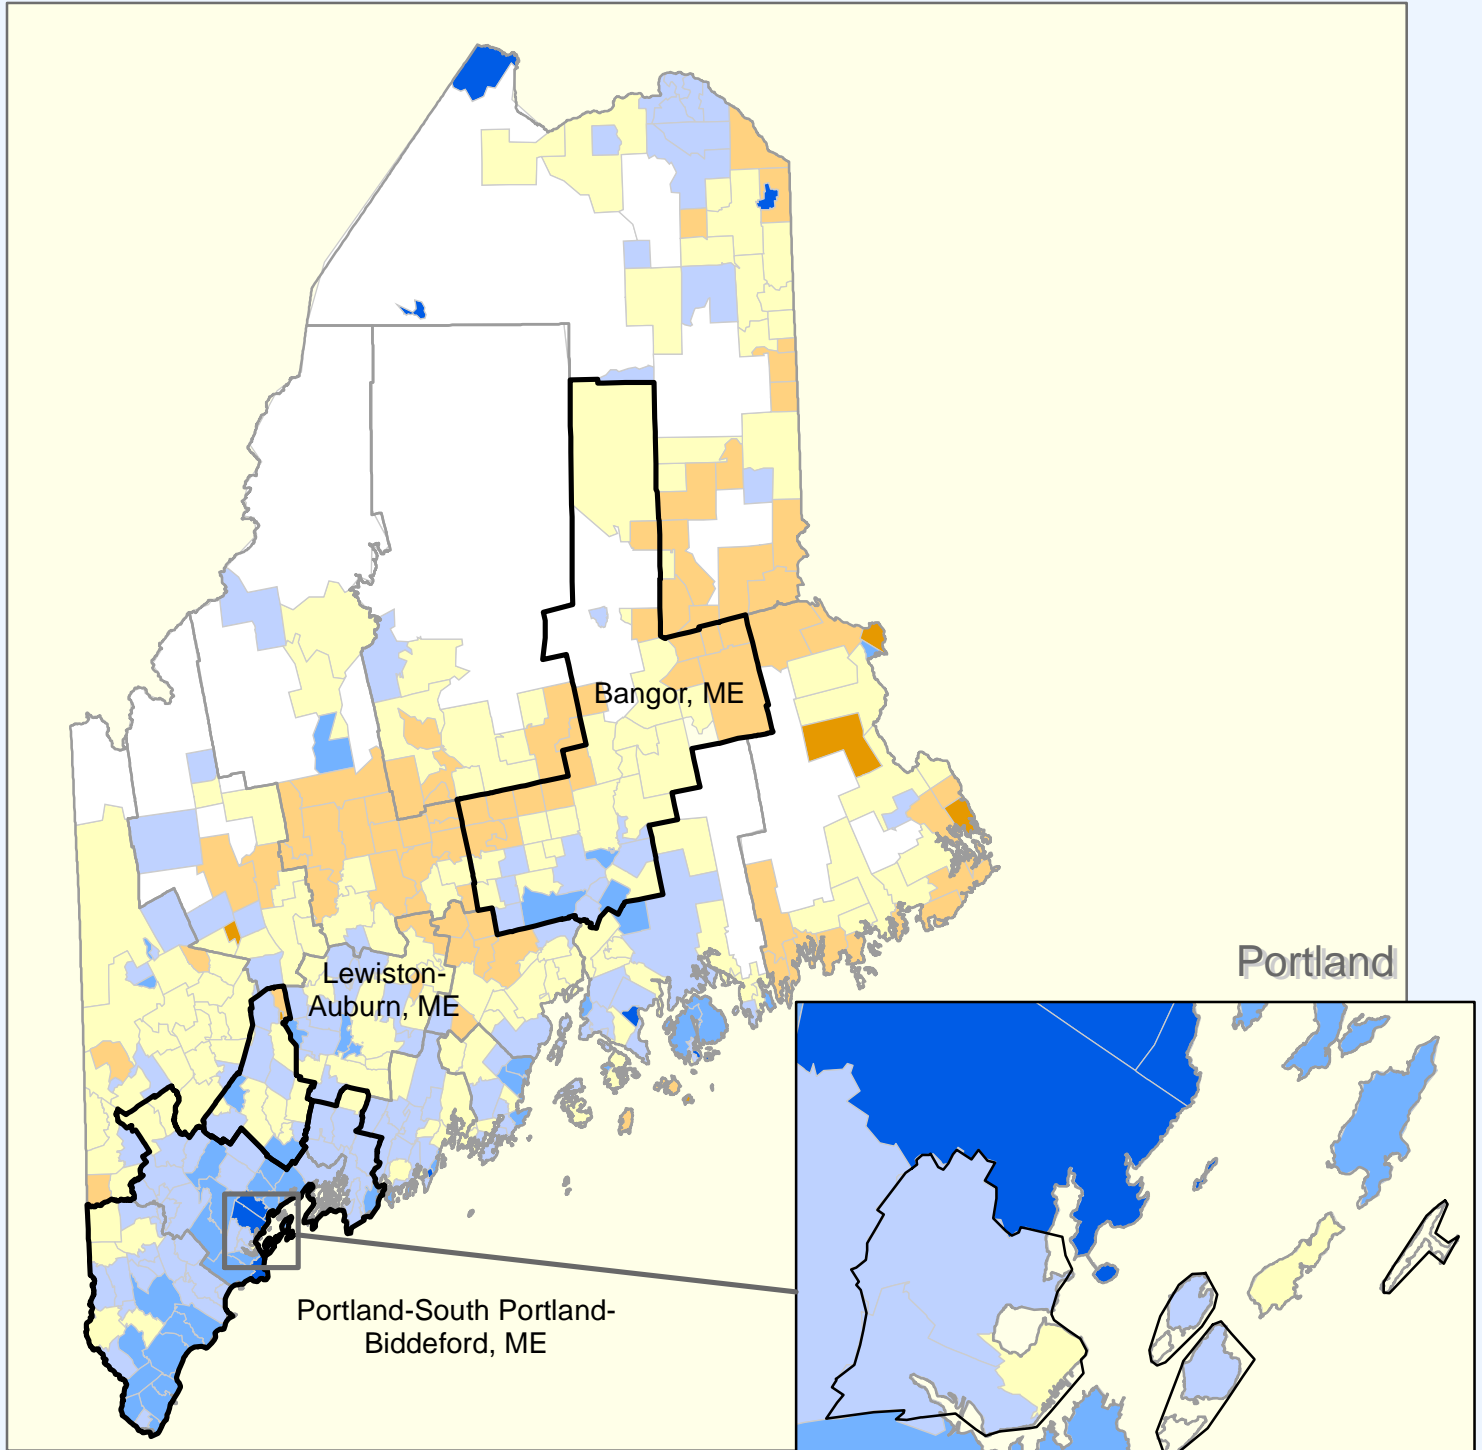 Bangor, ME
Portland
Lewiston-
Auburn, ME
Portland-South Portland-
Biddeford, ME